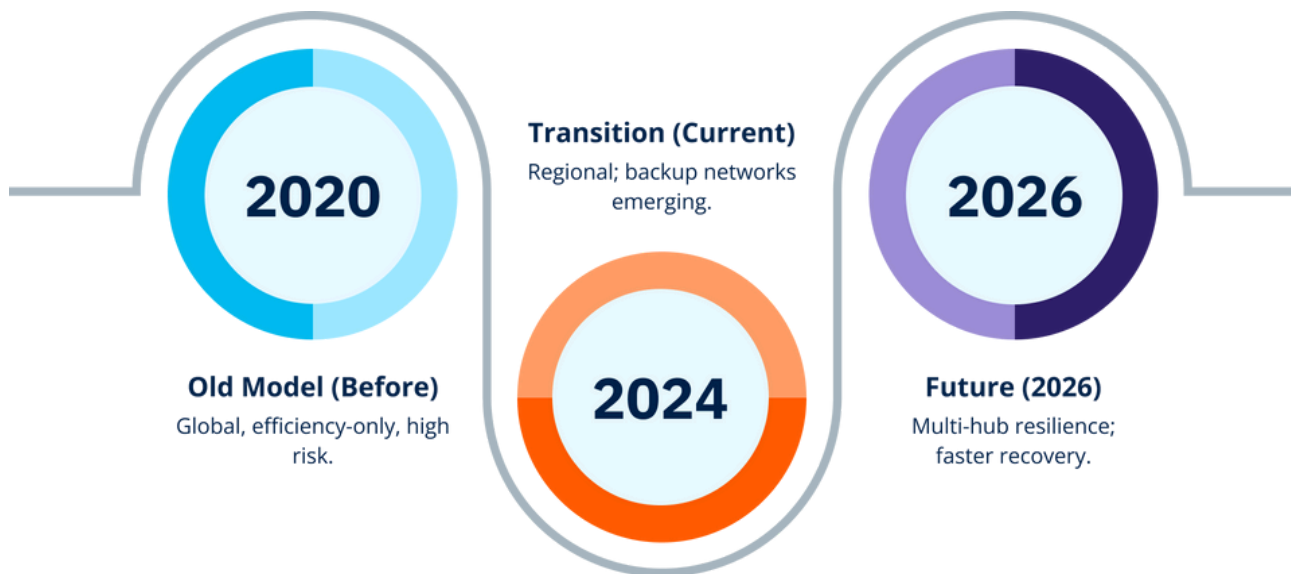 2020
Old Model (Before)
Global, efficiency-only, high
risk.
Transition (Current)
Regional; backup networks
emerging.
2024
2026
Future (2026)
Multi-hub resilience;
faster recovery.